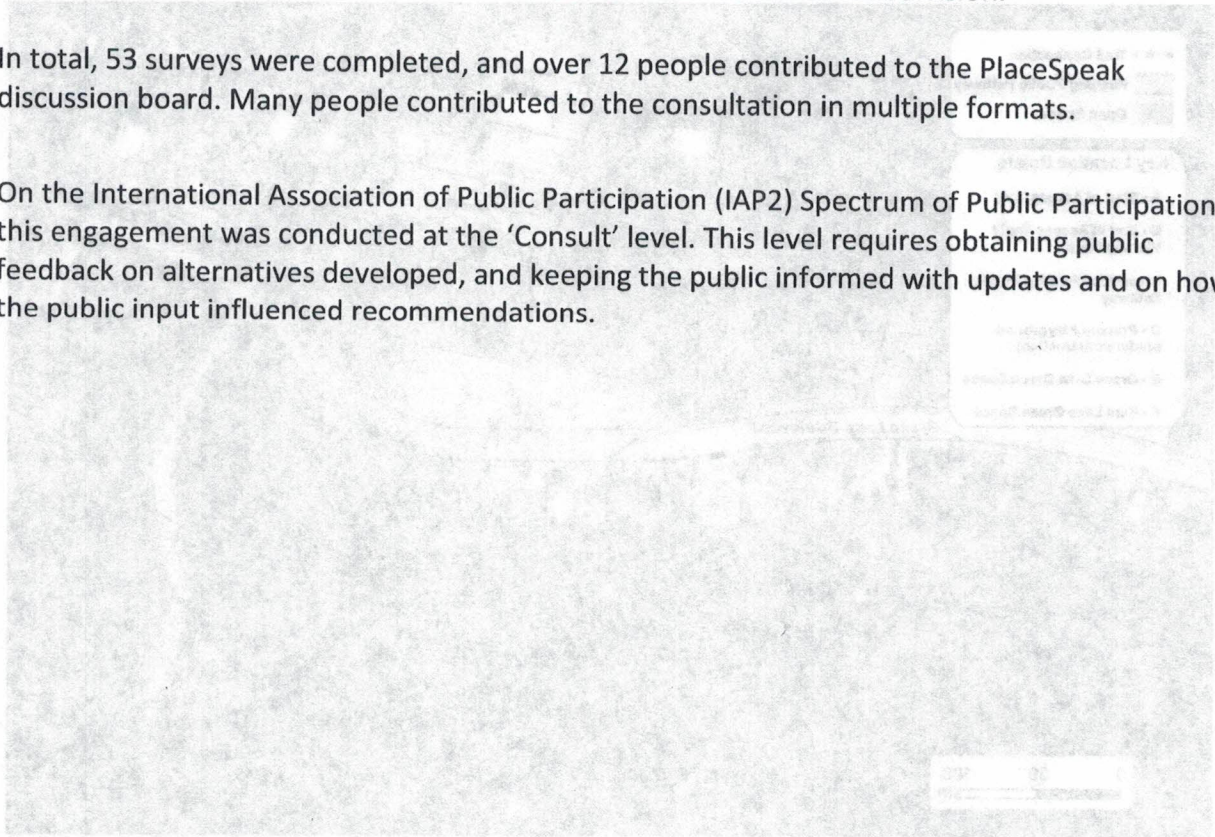 In total, 53 surveys were completed, and over 12 people contributed to the PlaceSpeak
discussion board. Many people contributed to the consultation in multiple formats.
On the International Association of Public Participation (IAP2) Spectrum of Public Participation
this engagement was conducted at the ‘Consult’ level. This level requires obtaining public
feedback on alternatives developed, and keeping the public informed with updates and on how
the public input influenced recommendations.